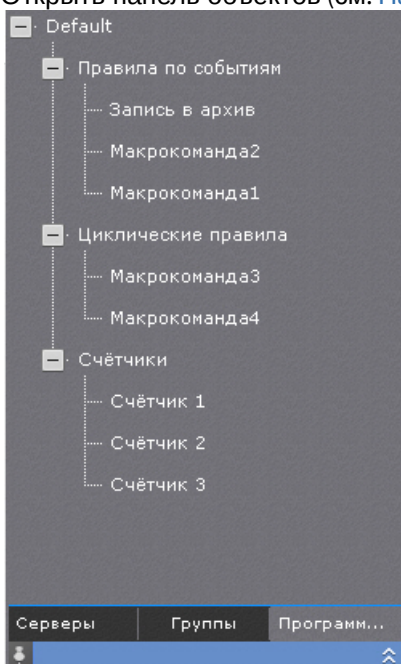 Открыть панель объектов (см. 
Default
Правила по событиям
Запись в архив
Макрокоманда2
Макрокоманда1
Циклические правила
Макрокоманда3
Макрокоманда4
Счётчики
Счётчик 1
Счётчик 2
Счётчик 3
Серверы Группы Программ...